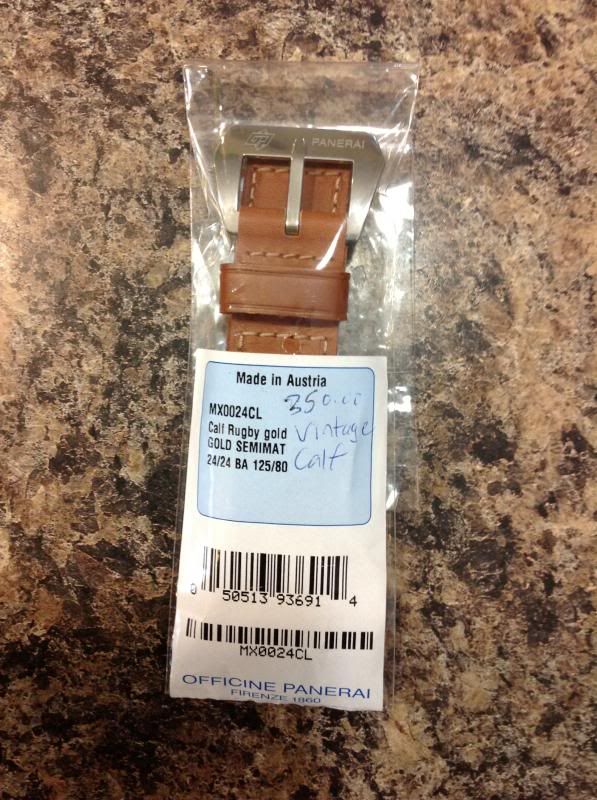 PANERAI
Made in Austria
MX0024CL 350.00
Calf Rugby gold Vintage
GOLD SEMIMAT
24/24 BA 125/80 Calf
0 50513 93691 4
MX0024CL
OFFICINE PANERAI
FIRENZE 1860